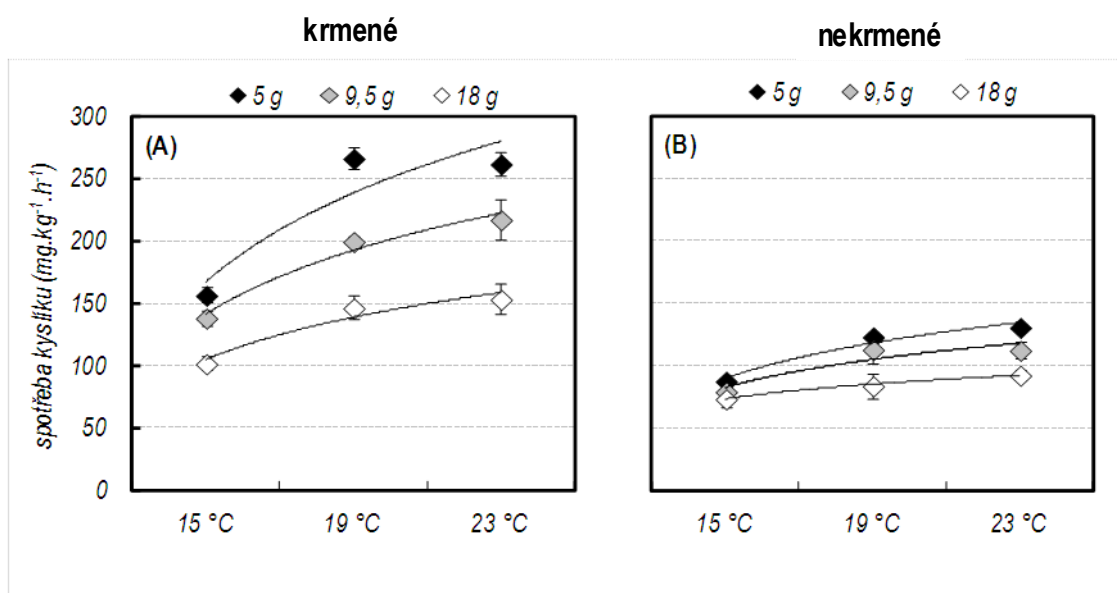 krmené
nekrmené
5 g 9,5 g 18 g
5 g 9,5 g 18 g
300
250
200
150
100
50
0
spotřeba kyslíku (mg.kg⁻¹.h⁻¹)
(A)
(B)
15 °C 19 °C 23 °C
15 °C 19 °C 23 °C